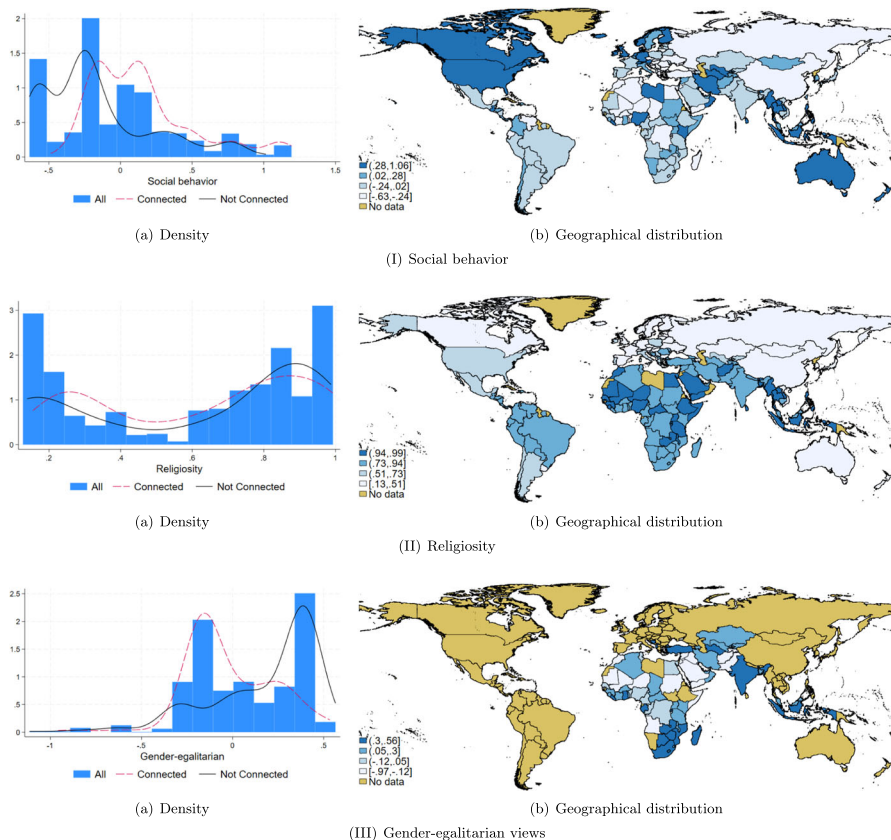 2
1.5
1
.5
0
-.5 0 .5 1 1.5
Social behavior
All Connected Not Connected
(.28,1.06]
(.02,.28]
(-.24,.02]
[-.63,-.24]
No data
(a) Density
(b) Geographical distribution
(I) Social behavior
3
2
1
0
.2 .4 .6 .8 1
Religiosity
All Connected Not Connected
(.94,.99]
(.73,.94]
(.51,.73]
[.13,.51]
No data
(a) Density
(b) Geographical distribution
(II) Religiosity
2.5
2
1.5
1
.5
0
-1 -.5 0 .5
Gender-egalitarian
All Connected Not Connected
(.3,.56]
(.05,.3]
(-.12,.05]
[-.97,-.12]
No data
(a) Density
(b) Geographical distribution
(III) Gender-egalitarian views